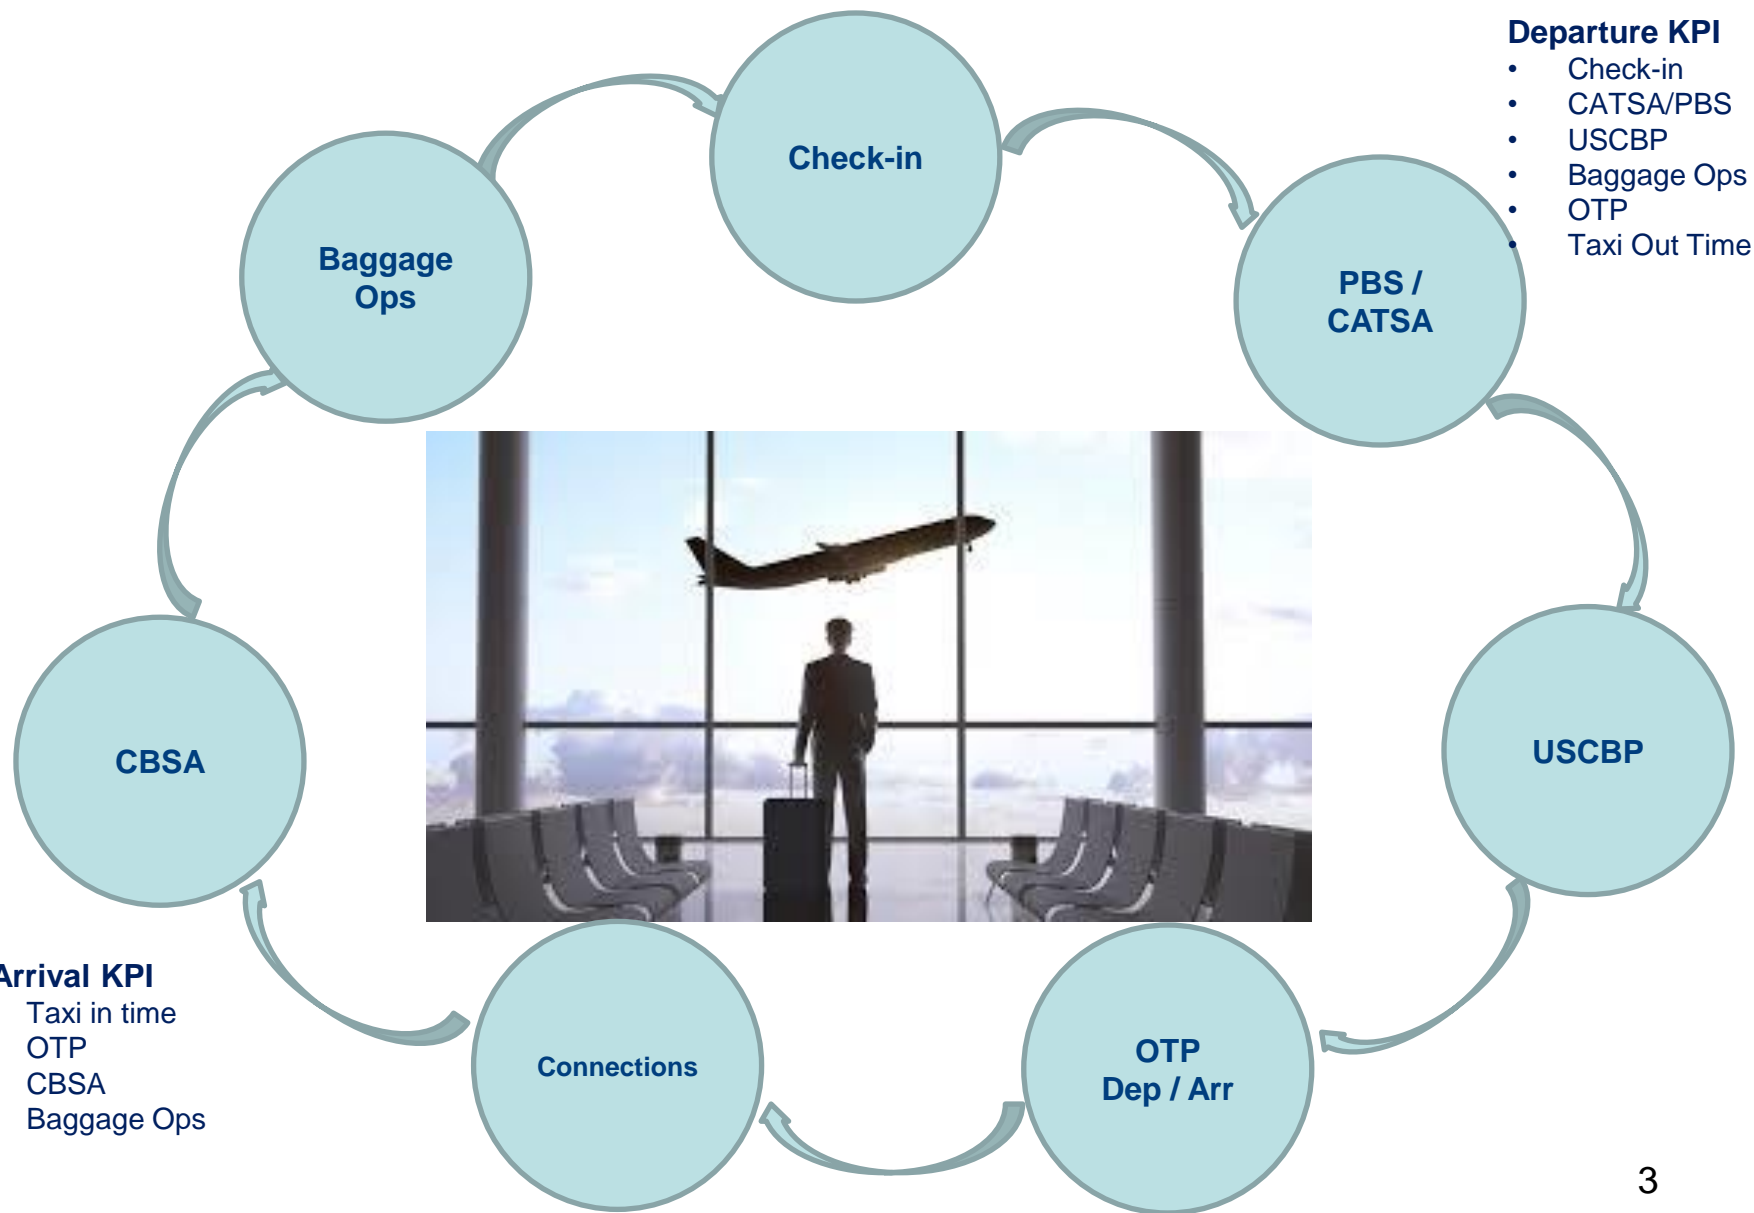 Departure KPI
• Check-in
• CATSA/PBS
• USCBP
• Baggage Ops
• OTP
• Taxi Out Time
Check-in
Baggage
Ops
PBS /
CATSA
CBSA
USCBP
Arrival KPI
Taxi in time
OTP
CBSA
Baggage Ops
Connections
OTP
Dep / Arr
3